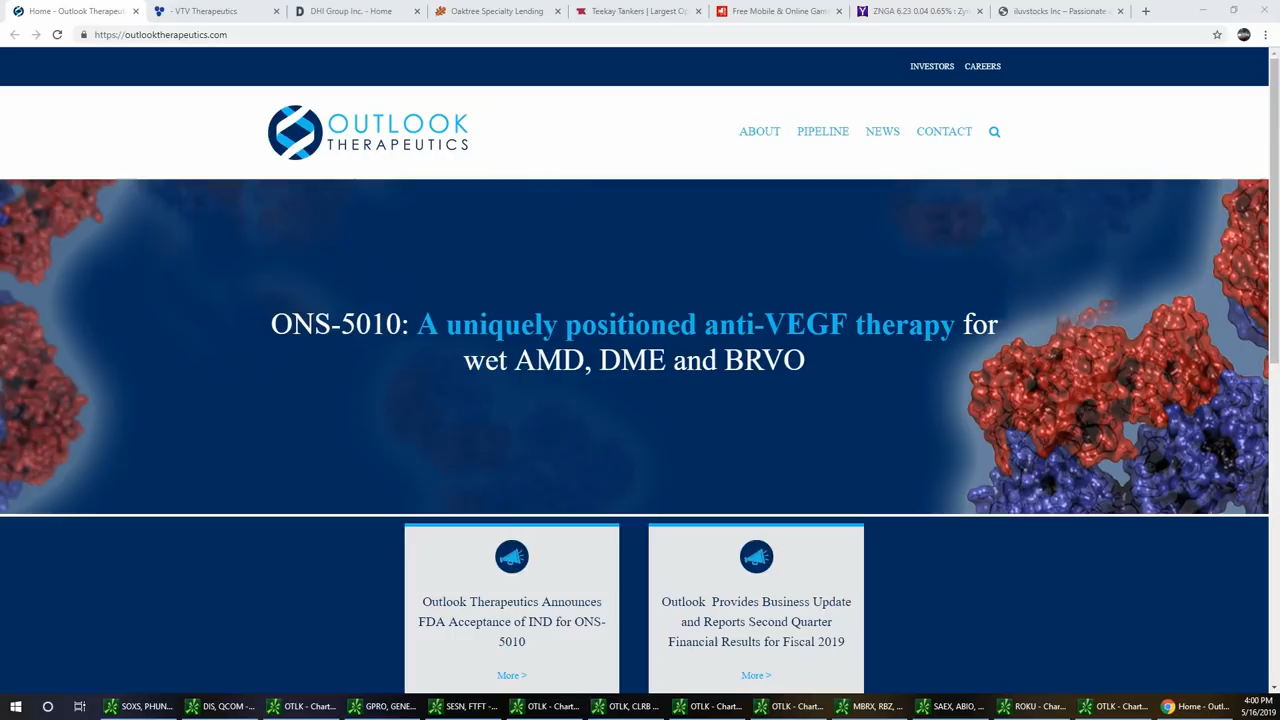 Home - Outlook Therapeut
- VTV Therapeutics
DHI Group Inc. - Home
Oaktree Specialty Lending
Teekay Tankers | Largest Op
Free Mobile & Online Gam
ZNGA 6.23 0.04 0.65% : Zy
iluvstocks Inc – Passionate
https://outlooktherapeutics.com
INVESTORS CAREERS
OUTLOOK
THERAPEUTICS
ABOUT PIPELINE NEWS CONTACT
ONS-5010: A uniquely positioned anti-VEGF therapy for
wet AMD, DME and BRVO
Outlook Therapeutics Announces
FDA Acceptance of IND for ONS-
5010
More >
Outlook Provides Business Update
and Reports Second Quarter
Financial Results for Fiscal 2019
More >
SOXS, PHUN,...
DIS, QCOM -...
OTLK - Chart...
GPRO, GENE...
SESN, FTFT -...
OTLK - Chart...
OTLK, CLRB ...
OTLK - Chart...
OTLK - Chart...
MBRX, RBZ, ...
SAEX, ABIO, ...
ROKU - Char...
OTLK - Chart...
Home - Outl...
4:00 PM
5/16/2019